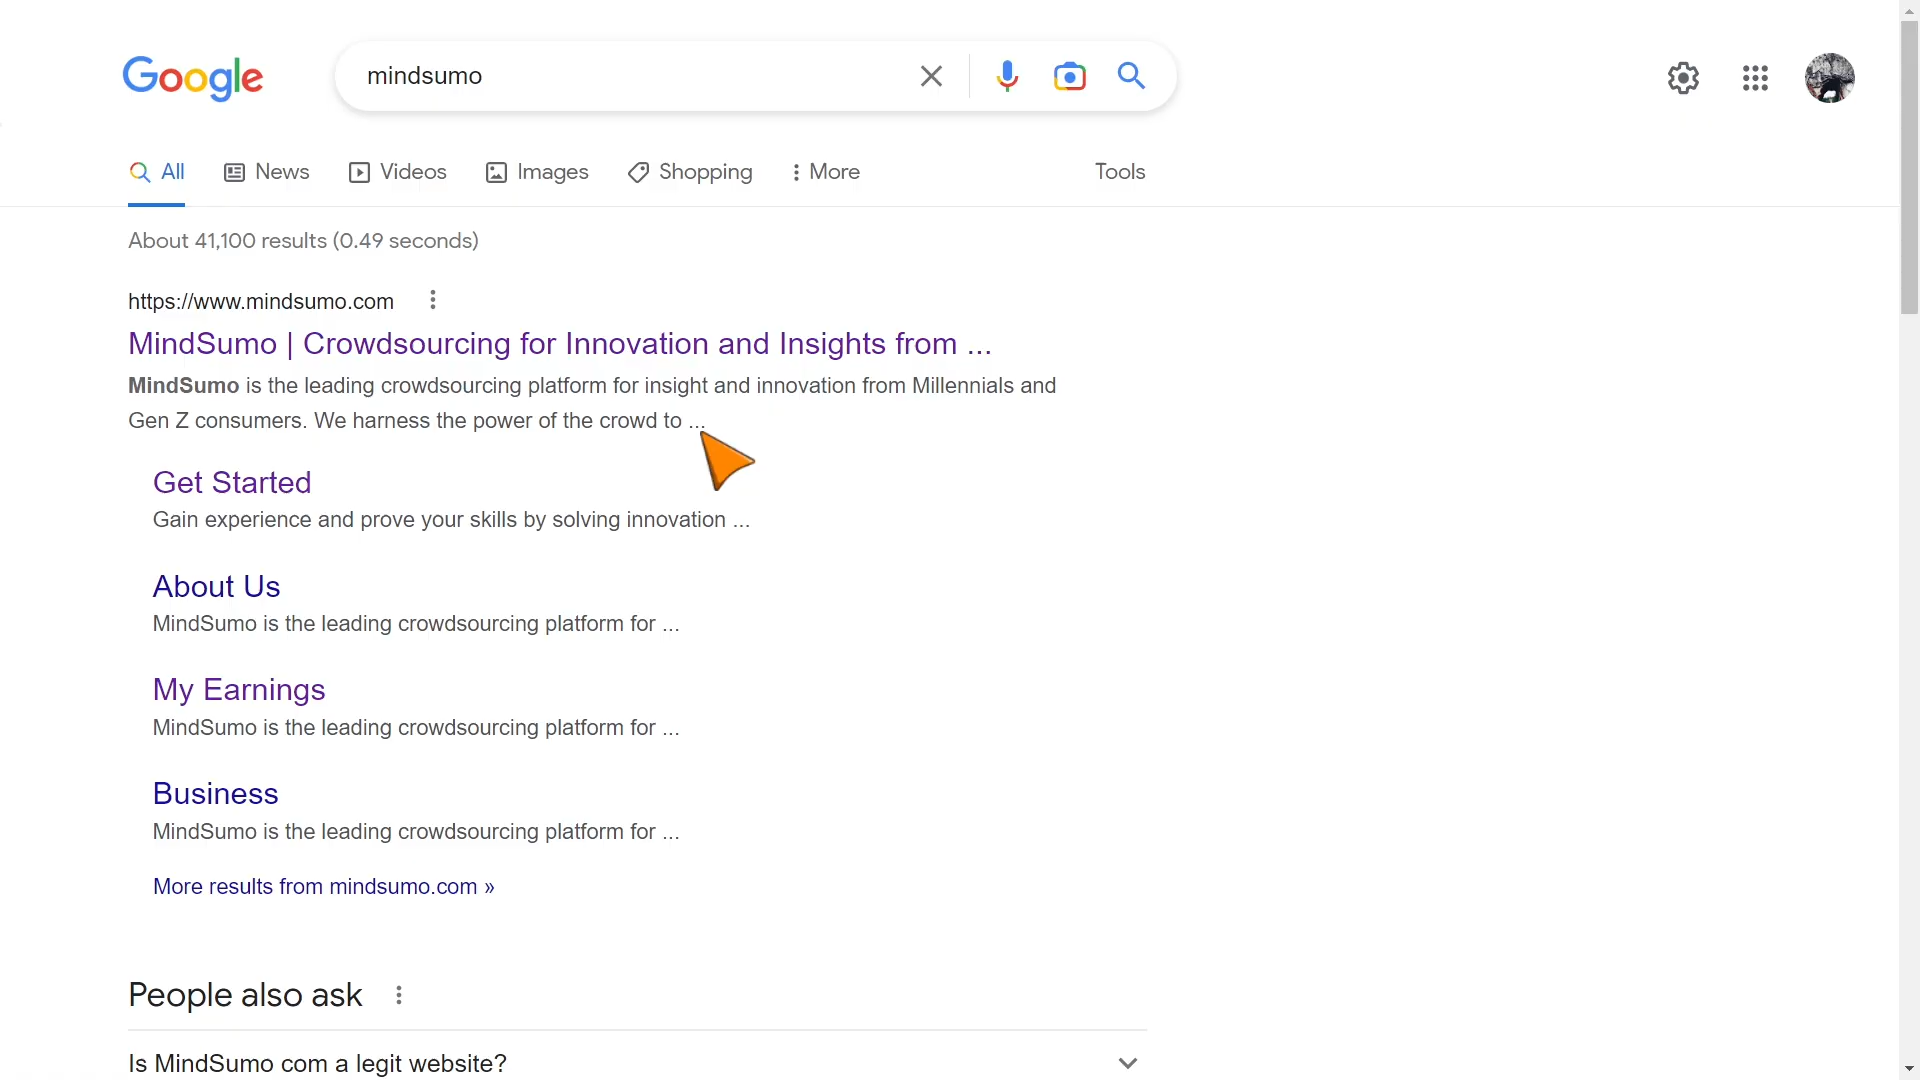 Google
mindsumo
All News Videos Images Shopping More Tools
About 41,100 results (0.49 seconds)
https://www.mindsumo.com
MindSumo | Crowdsourcing for Innovation and Insights from ...
MindSumo is the leading crowdsourcing platform for insight and innovation from Millennials and
Gen Z consumers. We harness the power of the crowd to ...
Get Started
Gain experience and prove your skills by solving innovation ...
About Us
MindSumo is the leading crowdsourcing platform for ...
My Earnings
MindSumo is the leading crowdsourcing platform for ...
Business
MindSumo is the leading crowdsourcing platform for ...
More results from mindsumo.com »
People also ask
Is MindSumo com a legit website?